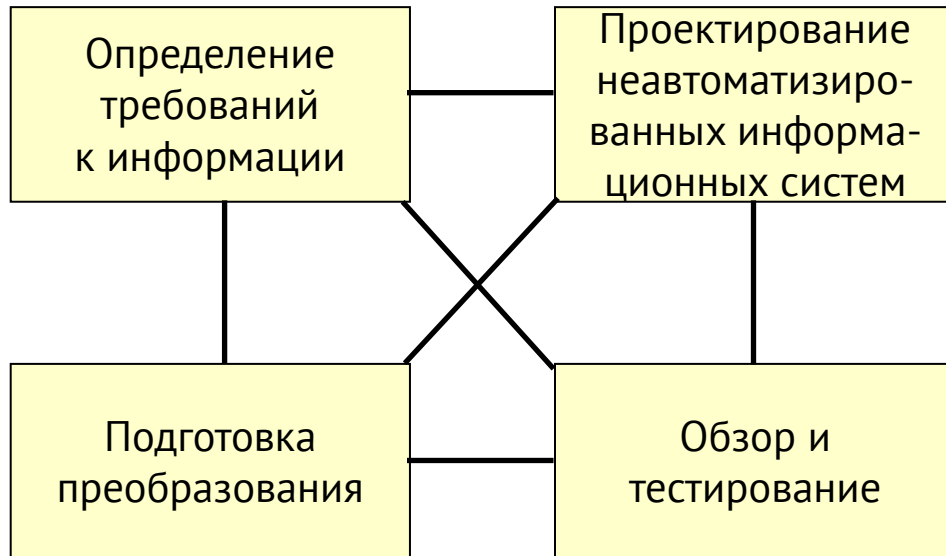 Определение
требований
к информации
Проектирование
неавтоматизиро-
ванных информа-
ционных систем
Подготовка
преобразования
Обзор и
тестирование